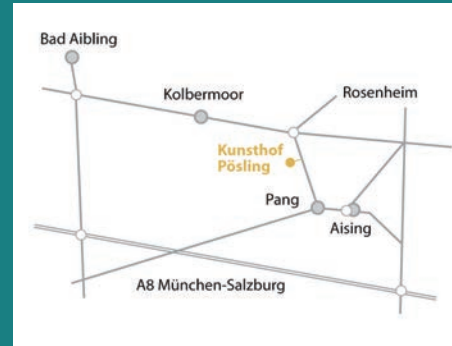 Bad Aibling
Kolbermoor
Rosenheim
Kunsthof
Pösling
Pang
Aising
A8 München-Salzburg